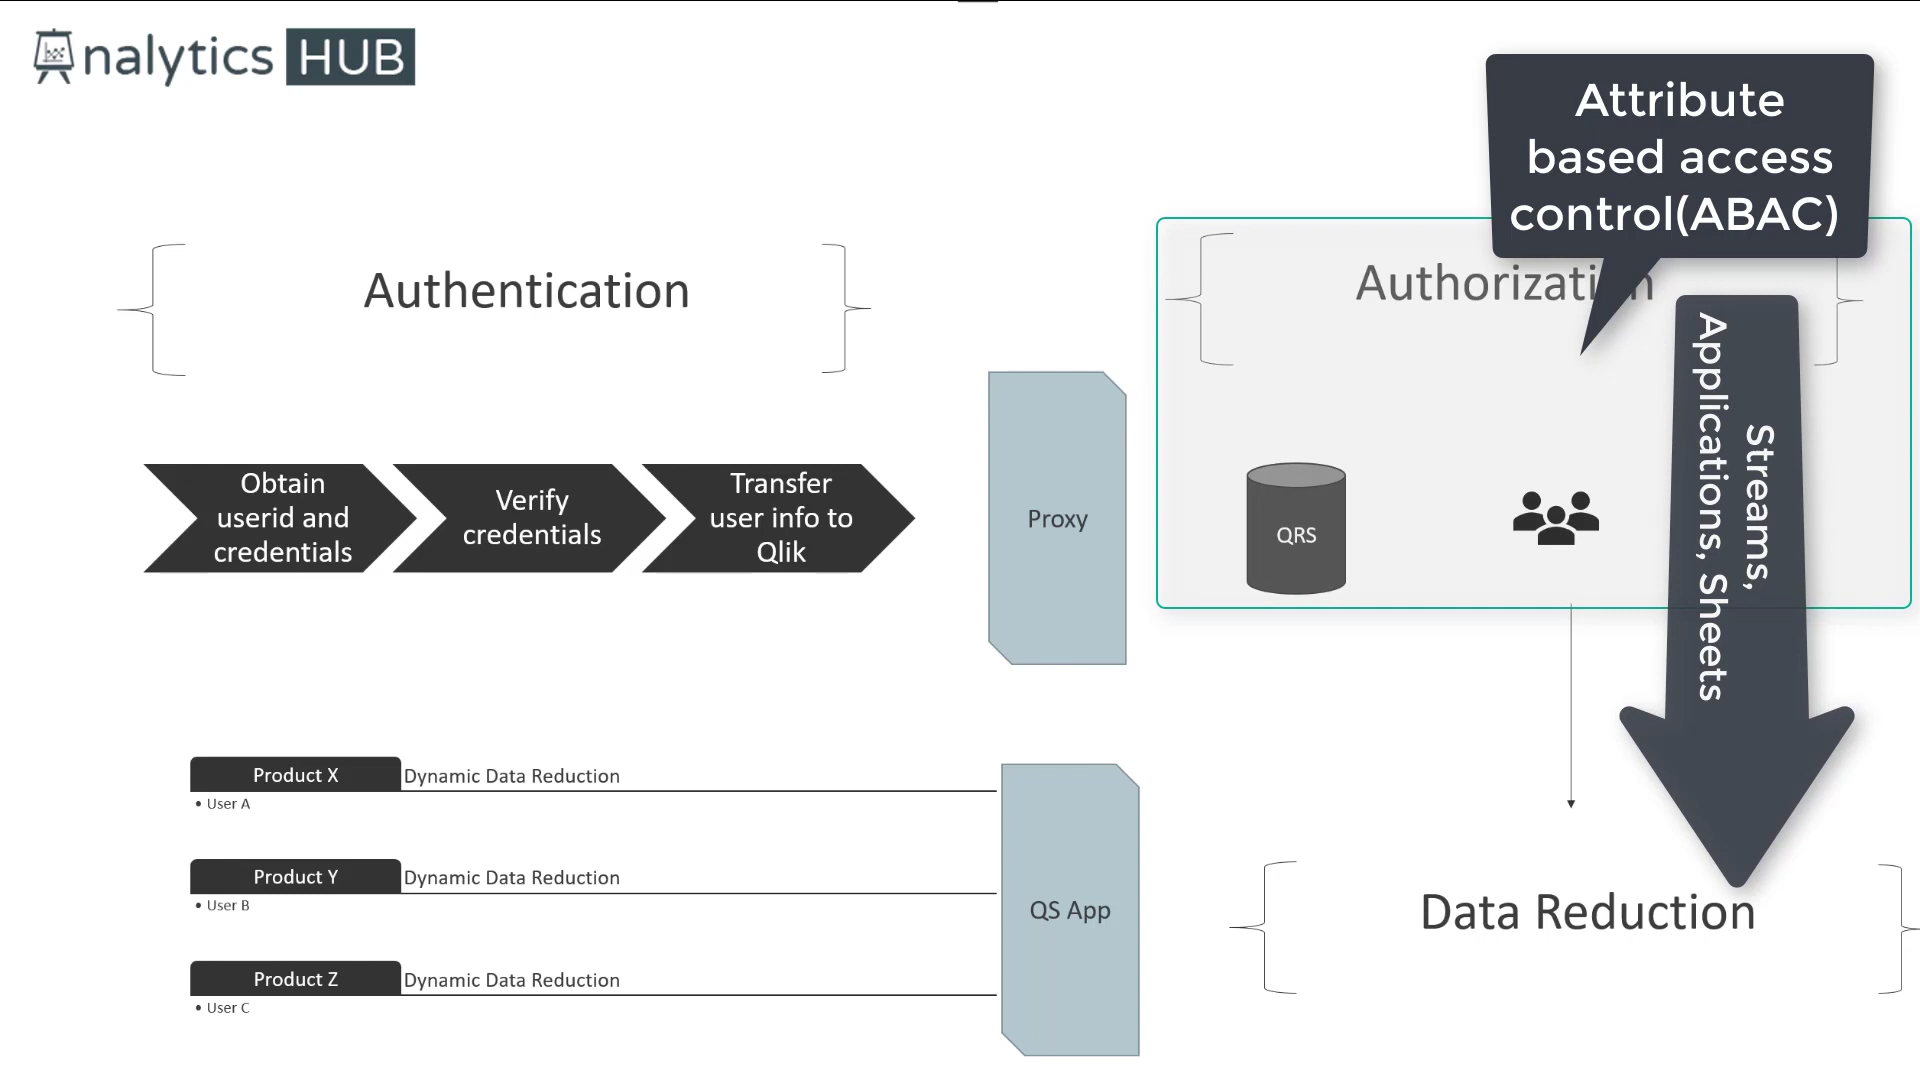 nalytics HUB
Attribute
based access
control(ABAC)
Authentication
Authorization
Obtain
userid and
credentials
Verify
credentials
Transfer
user info to
Qlik
Proxy
QRS
Streams,
Applications, Sheets
Product X
Dynamic Data Reduction
• User A
Product Y
Dynamic Data Reduction
• User B
Product Z
Dynamic Data Reduction
• User C
QS App
Data Reduction